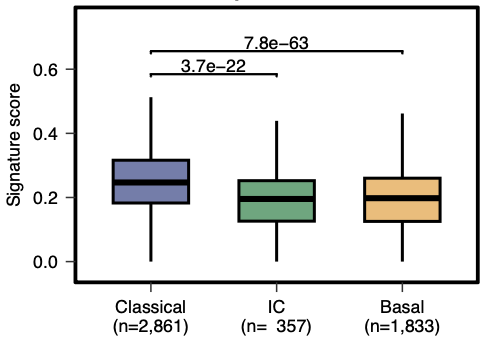 7.8e−63
3.7e−22
Signature score
0.6
0.4
0.2
0.0
Classical
(n=2,861)
IC
(n= 357)
Basal
(n=1,833)